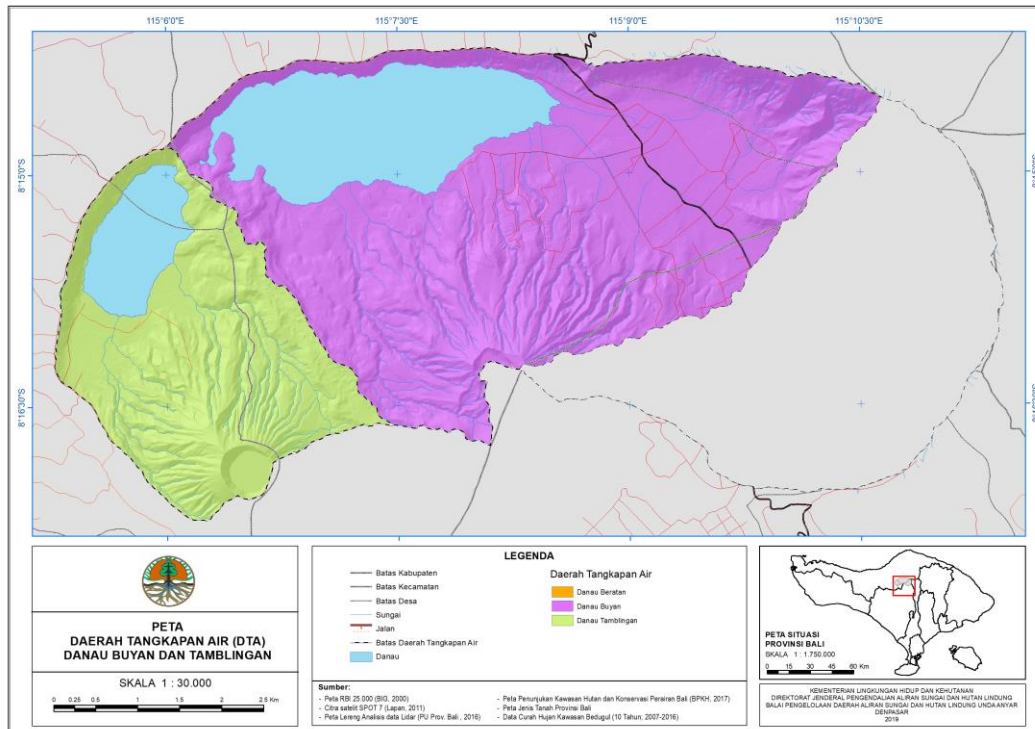 115°6'0"E
115°7'30"E
115°9'0"E
115°10'30"E
8°15'0"S
8°15'0"S
8°16'30"S
8°16'30"S
PETA
DAERAH TANGKAPAN AIR (DTA)
DANAU BUYAN DAN TAMBLINGAN
SKALA 1 : 30.000
0 0.25 0.5 1 1.5 2 2.5 Km
LEGENDA
Batas Kabupaten
Batas Kecamatan
Batas Desa
Sungai
Jalan
Batas Daerah Tangkapan Air
Danau
Daerah Tangkapan Air
Danau Beratan
Danau Buyan
Danau Tamblingan
Sumber:
- Peta RBI 25.000 (BIG, 2000)
- Citra satelit SPOT 7 (Lapan, 2011)
- Peta Lereng Analisis data Lidar (PU Prov. Bali , 2016)
- Peta Penunjukan Kawasan Hutan dan Konservasi Perairan Bali (BPKH, 2017)
- Peta Jenis Tanah Provinsi Bali
- Data Curah Hujan Kawasan Bedugul (10 Tahun; 2007-2016)
PETA SITUASI
PROVINSI BALI
SKALA 1 : 1.750.000
0 15 30 45 60 Km
KEMENTERIAN LINGKUNGAN HIDUP DAN KEHUTANAN
DIREKTORAT JENDERAL PENGENDALIAN ALIRAN SUNGAI DAN HUTAN LINDUNG
BALAI PENGELOLAAN DAERAH ALIRAN SUNGAI DAN HUTAN LINDUNG UNDA ANYAR
DENPASAR
2019